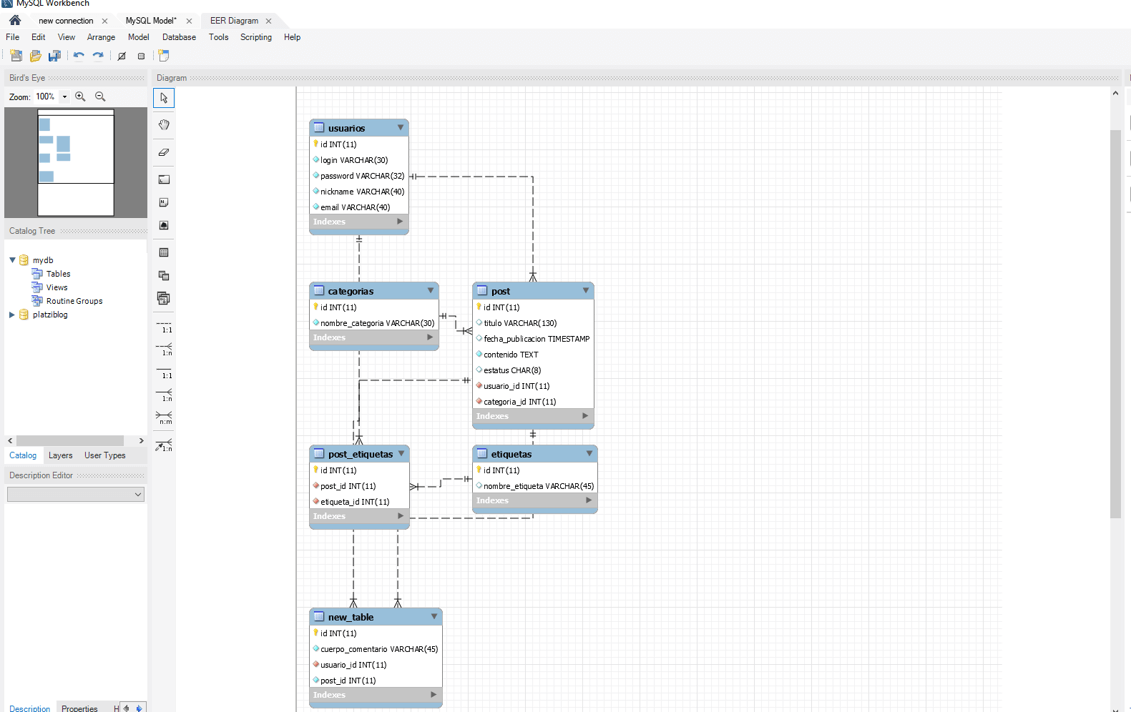 MySQL Workbench
new connection
MySQL Model*
EER Diagram
File Edit View Arrange Model Database Tools Scripting Help
Bird's Eye
Diagram
Zoom: 100%
usuarios
id INT(11)
login VARCHAR(30)
password VARCHAR(32)
nickname VARCHAR(40)
email VARCHAR(40)
Indexes
Catalog Tree
mydb
Tables
Views
Routine Groups
platziblog
categorias
id INT(11)
nombre_categoria VARCHAR(30)
Indexes
post
id INT(11)
titulo VARCHAR(130)
fecha_publicacion TIMESTAMP
contenido TEXT
estatus CHAR(8)
usuario_id INT(11)
categoria_id INT(11)
Indexes
1:1
1:n
1:1
1:n
n:m
1:n
Catalog Layers User Types
Description Editor
post_etiquetas
id INT(11)
post_id INT(11)
etiqueta_id INT(11)
Indexes
etiquetas
id INT(11)
nombre_etiqueta VARCHAR(45)
Indexes
new_table
id INT(11)
cuerpo_comentario VARCHAR(45)
usuario_id INT(11)
post_id INT(11)
Indexes
Description Properties H